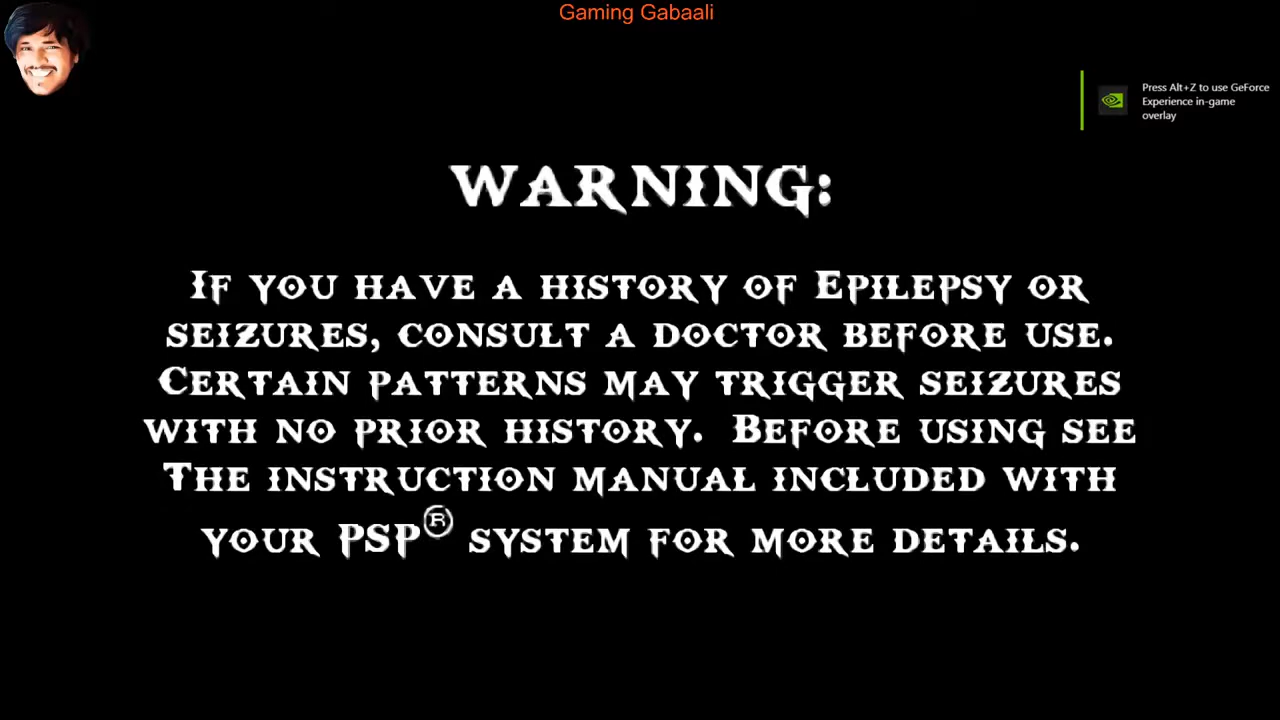 Gaming Gabaali
Press Alt+Z to use GeForce
Experience in-game
overlay
WARNING:
If you have a history of Epilepsy or
seizures, consult a doctor before use.
Certain patterns may trigger seizures
with no prior history.  Before using see
The instruction manual included with
your PSP® system for more details.